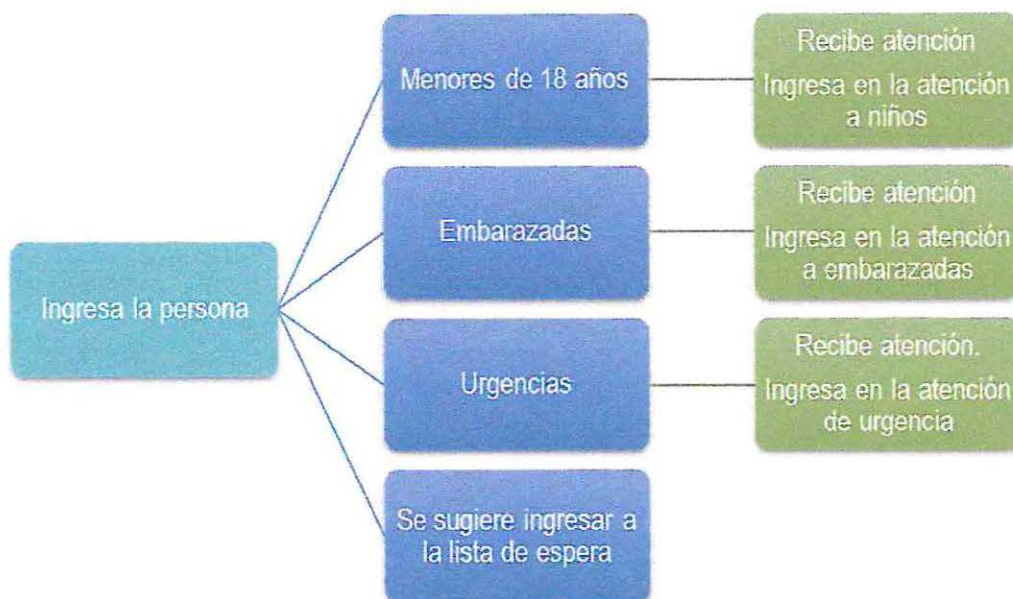 Ingresa la persona
Menores de 18 años
Recibe atención
Ingresa en la atención
a niños
Embarazadas
Recibe atención
Ingresa en la atención
a embarazadas
Urgencias
Recibe atención.
Ingresa en la atención
de urgencia
Se sugiere ingresar a
la lista de espera